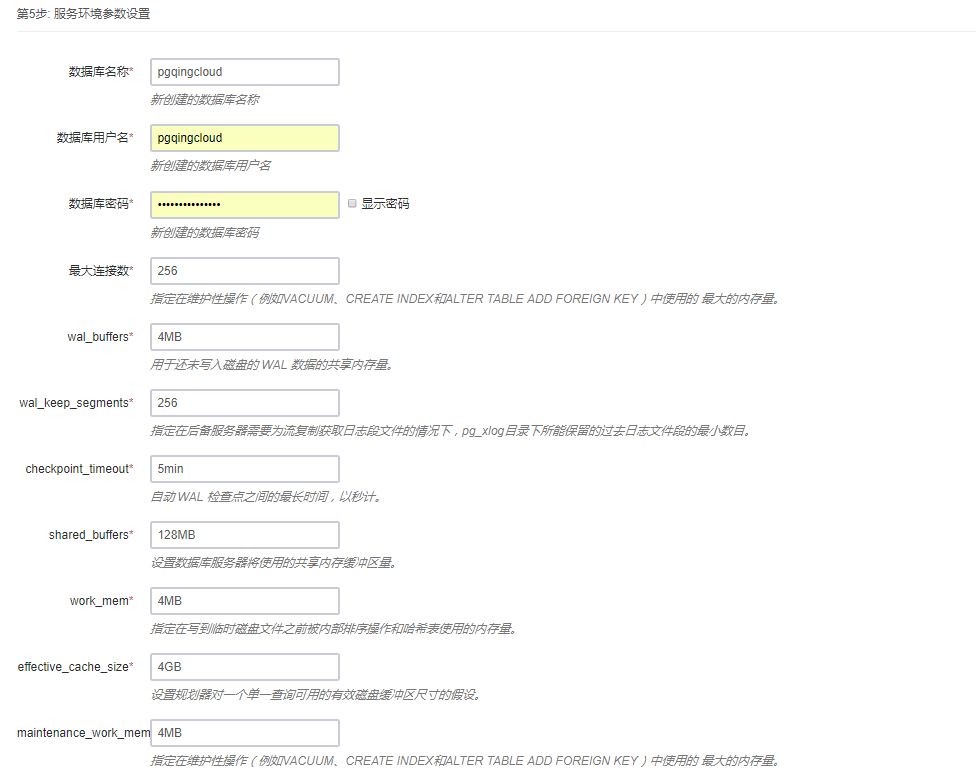 第5步: 服务环境参数设置
数据库名称* pgqingcloud
新创建的数据库名称
数据库用户名* pgqingcloud
新创建的数据库用户名
数据库密码* ••••••••••••••• 显示密码
新创建的数据库密码
最大连接数* 256
指定在维护性操作（例如VACUUM、CREATE INDEX和ALTER TABLE ADD FOREIGN KEY）中使用的 最大的内存量。
wal_buffers* 4MB
用于还未写入磁盘的 WAL 数据的共享内存量。
wal_keep_segments* 256
指定在后备服务器需要为流复制获取日志段文件的情况下，pg_xlog目录下所能保留的过去日志文件段的最小数目。
checkpoint_timeout* 5min
自动 WAL 检查点之间的最长时间，以秒计。
shared_buffers* 128MB
设置数据库服务器将使用的共享内存缓冲区量。
work_mem* 4MB
指定在写到临时磁盘文件之前被内部排序操作和哈希表使用的内存量。
effective_cache_size* 4GB
设置规划器对一个单一查询可用的有效磁盘缓冲区尺寸的假设。
maintenance_work_mem 4MB
指定在维护性操作（例如VACUUM、CREATE INDEX和ALTER TABLE ADD FOREIGN KEY）中使用的 最大的内存量。